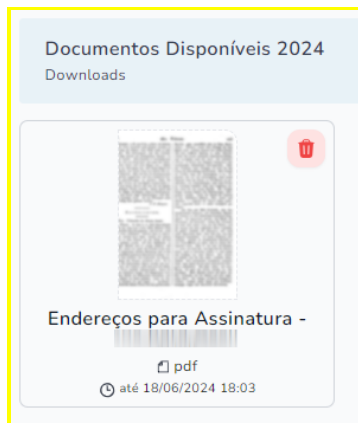 Documentos Disponíveis 2024
Downloads
Endereços para Assinatura -
pdf
até 18/06/2024 18:03